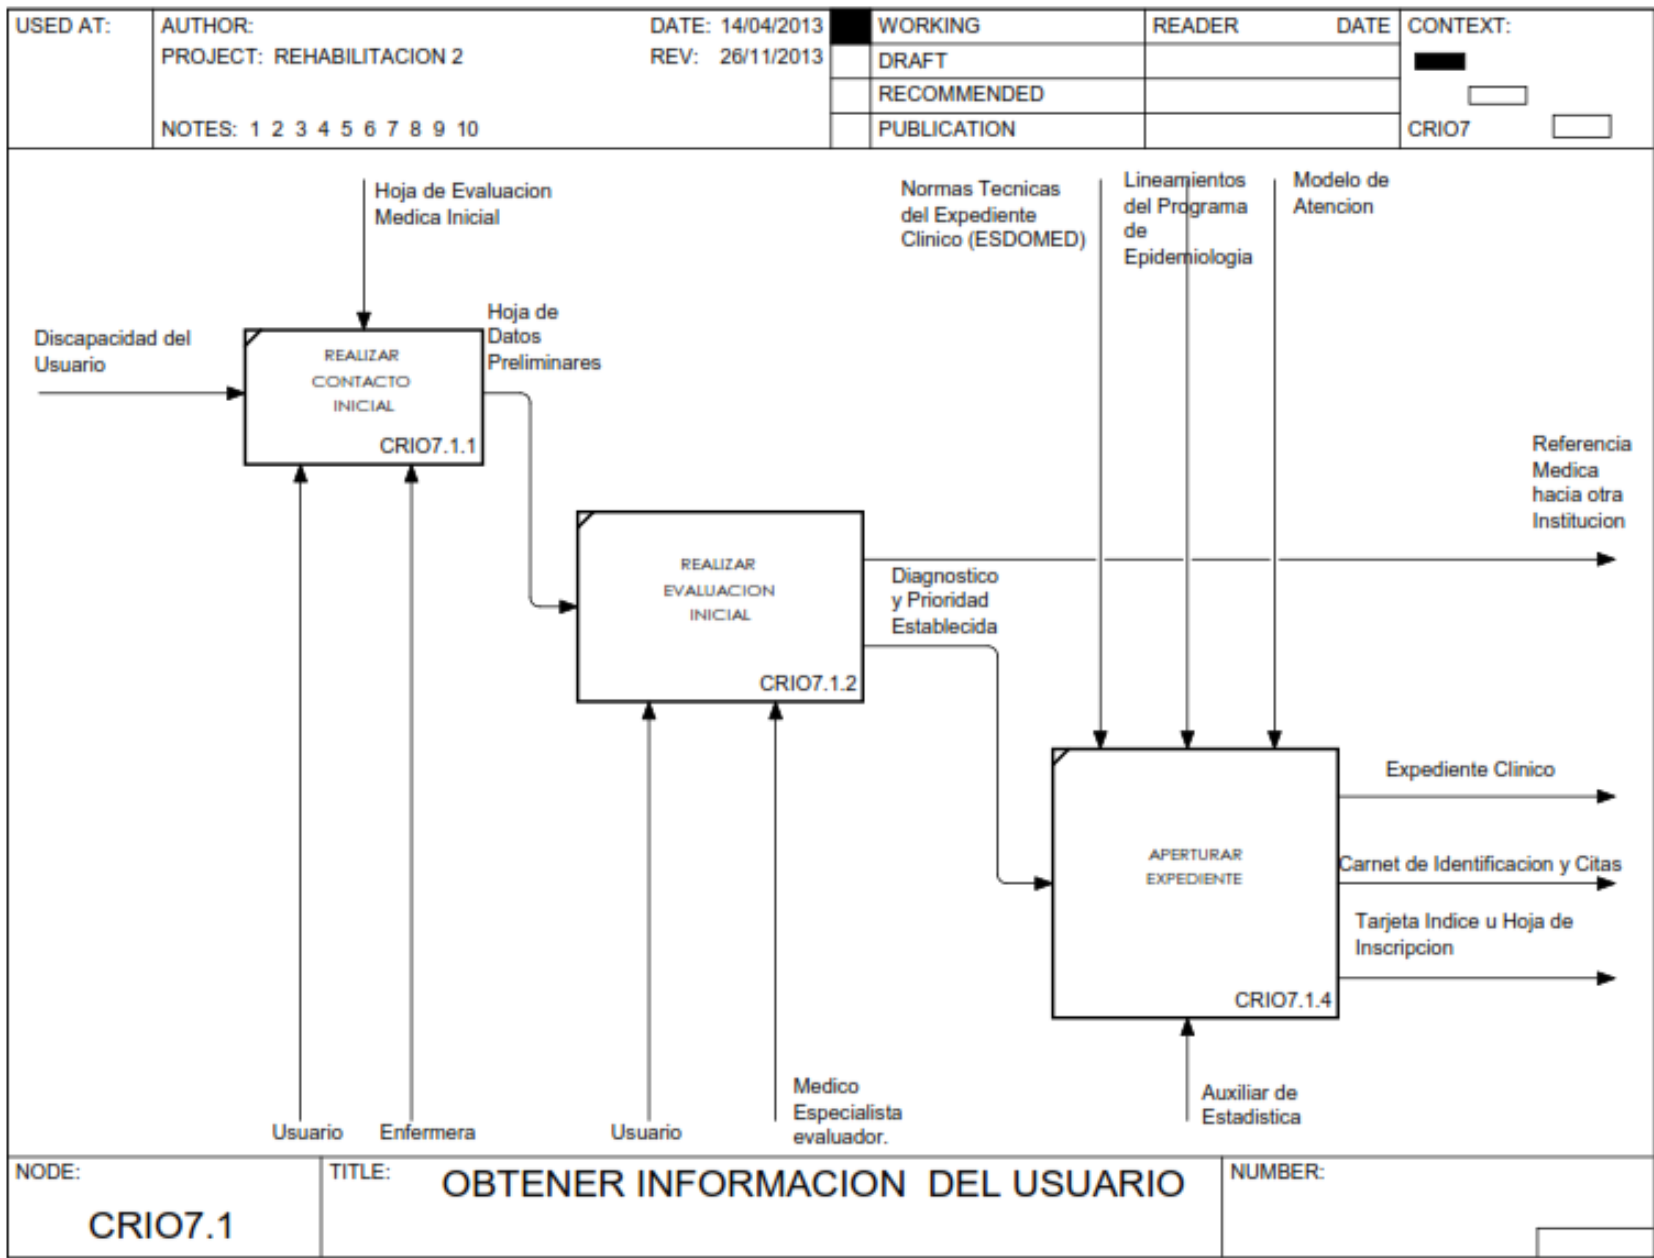 USED AT:
AUTHOR:
DATE: 14/04/2013
PROJECT: REHABILITACION 2
REV: 26/11/2013
NOTES: 1 2 3 4 5 6 7 8 9 10
WORKING
DRAFT
RECOMMENDED
PUBLICATION
READER DATE
CONTEXT:
CRIO7
Hoja de Evaluacion
Medica Inicial
Normas Tecnicas
del Expediente
Clinico (ESDOMED)
Lineamientos
del Programa
de
Epidemiologia
Modelo de
Atencion
Discapacidad del
Usuario
REALIZAR
CONTACTO
INICIAL
CRIO7.1.1
Hoja de
Datos
Preliminares
Referencia
Medica
hacia otra
Institucion
REALIZAR
EVALUACION
INICIAL
CRIO7.1.2
Diagnostico
y Prioridad
Establecida
APERTURAR
EXPEDIENTE
CRIO7.1.4
Expediente Clinico
Carnet de Identificacion y Citas
Tarjeta Indice u Hoja de
Inscripcion
Usuario
Enfermera
Usuario
Medico
Especialista
evaluador.
Auxiliar de
Estadistica
NODE:
CRIO7.1
TITLE:
OBTENER INFORMACION DEL USUARIO
NUMBER: